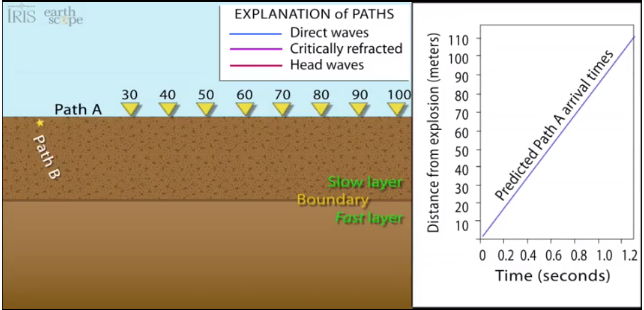 IRIS earth scope
EXPLANATION of PATHS
Direct waves
Critically refracted
Head waves
Path A
30 40 50 60 70 80 90 100
Path B
Slow layer
Boundary
Fast layer
Distance from explosion (meters)
110
100
90
80
70
60
50
40
30
20
10
Predicted Path A arrival times
0 0.2 0.4 0.6 0.8 1.0 1.2
Time (seconds)